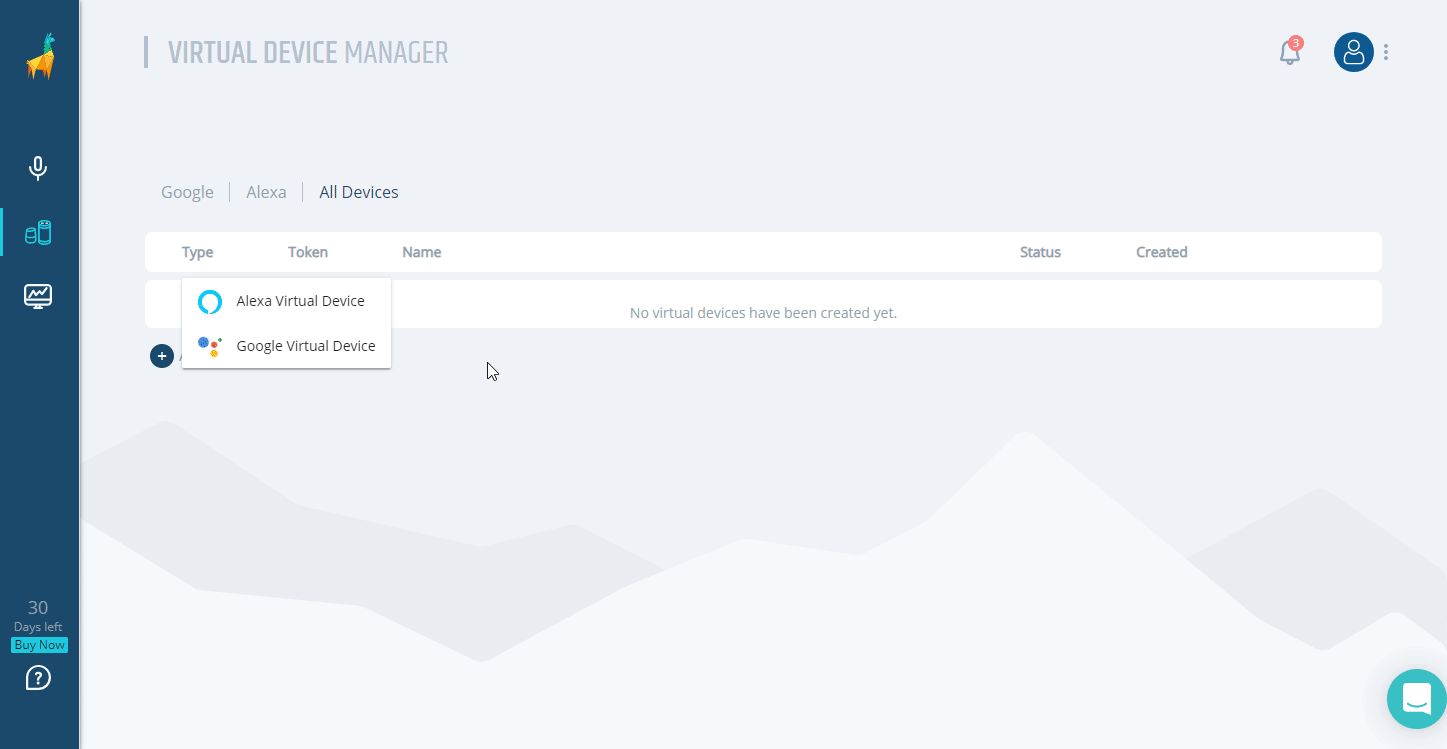 VIRTUAL DEVICE MANAGER
3
Google
Alexa
All Devices
Type
Token
Name
Status
Created
Alexa Virtual Device
No virtual devices have been created yet.
Google Virtual Device
+
30
Days left
Buy Now
?